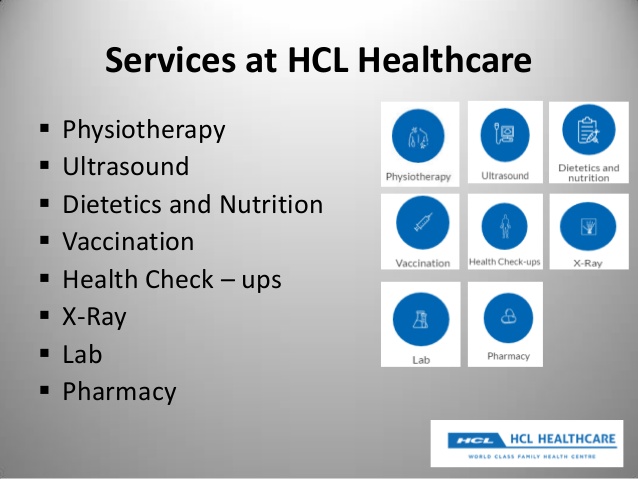 Services at HCL Healthcare
▪ Physiotherapy
▪ Ultrasound
▪ Dietetics and Nutrition
▪ Vaccination
▪ Health Check – ups
▪ X-Ray
▪ Lab
▪ Pharmacy
Physiotherapy
Ultrasound
Dietetics and
nutrition
Vaccination
Health Check-ups
X-Ray
Lab
Pharmacy
HCL HCL HEALTHCARE
WORLD CLASS FAMILY HEALTH CENTRE